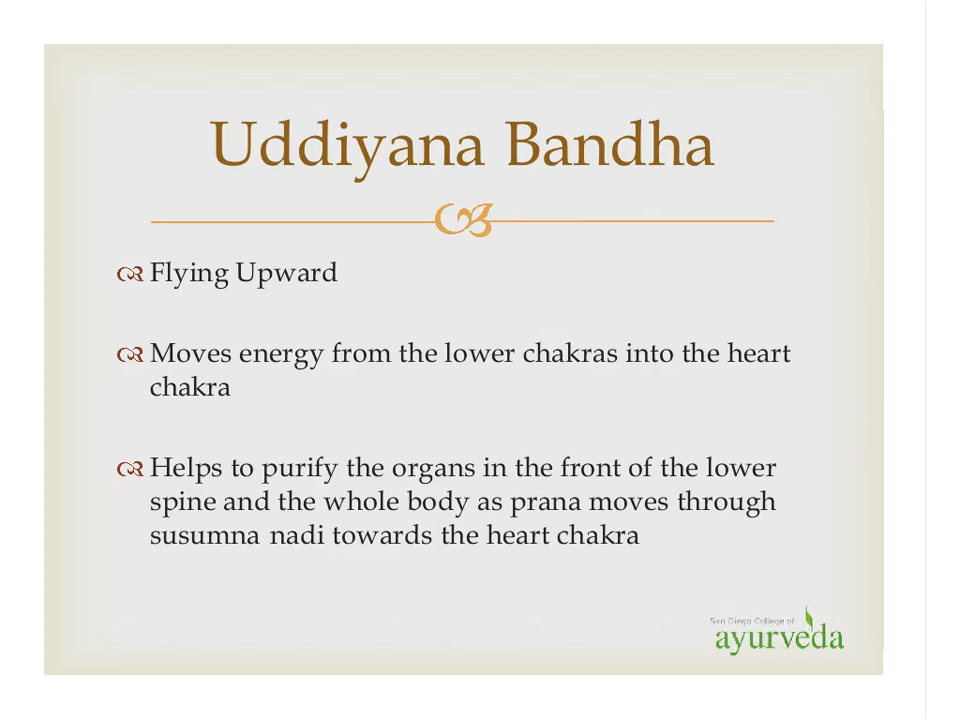 Uddiyana Bandha
Flying Upward
Moves energy from the lower chakras into the heart
chakra
Helps to purify the organs in the front of the lower
spine and the whole body as prana moves through
susumna nadi towards the heart chakra
San Diego College of
ayurveda